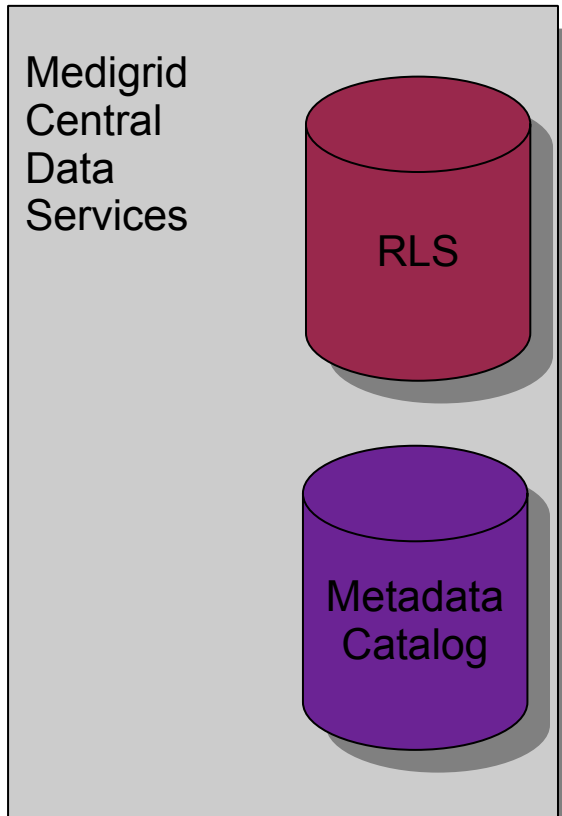 Medigrid
Central
Data
Services
RLS
Metadata
Catalog